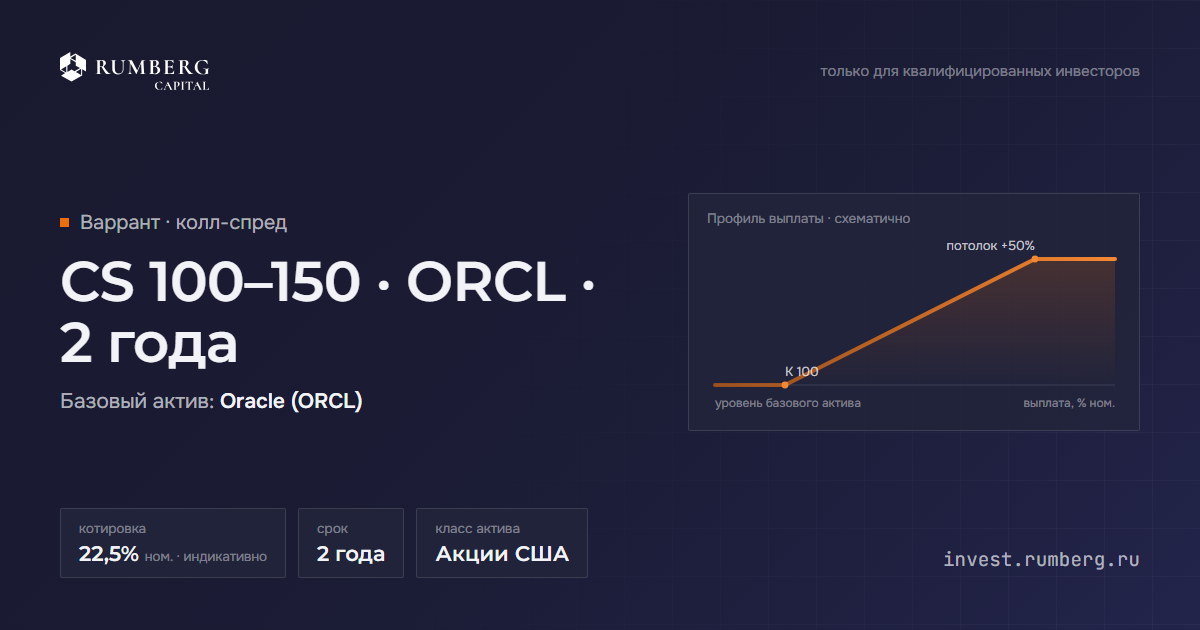 RUMBERG
CAPITAL
только для квалифицированных инвесторов
Варрант · колл-спред
CS 100–150 · ORCL ·
2 года
Базовый актив: Oracle (ORCL)
Профиль выплаты · схематично
потолок +50%
K 100
уровень базового актива
выплата, % ном.
котировка
22,5% ном. · индикативно
срок
2 года
класс актива
Акции США
invest.rumberg.ru